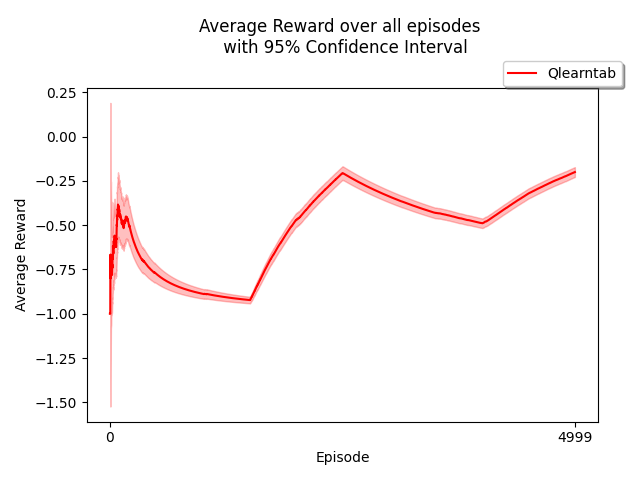 Average Reward over all episodes
with 95% Confidence Interval
Qlearntab
0.25
0.00
−0.25
−0.50
−0.75
−1.00
−1.25
−1.50
Average Reward
0
4999
Episode